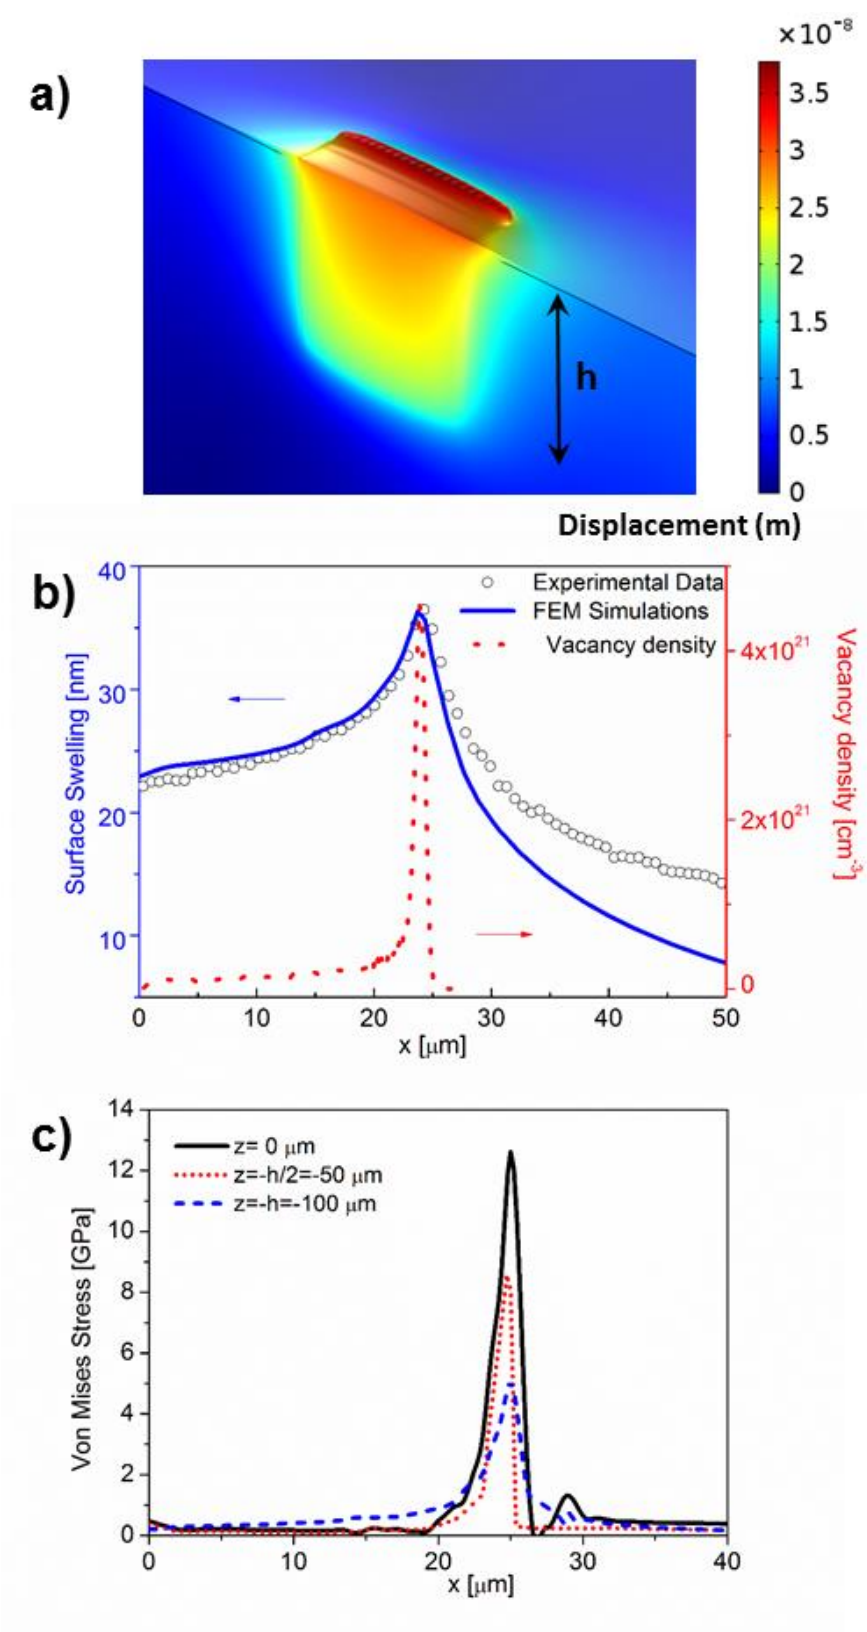 ×10⁻⁸
a)
3.5
3
2.5
2
1.5
1
0.5
0
h
Displacement (m)
b)
40
30
20
10
Surface Swelling [nm]
Experimental Data
FEM Simulations
Vacancy density
4x10²¹
2x10²¹
0
Vacancy density [cm⁻³]
0 10 20 30 40 50
x [μm]
c)
14
12
10
8
6
4
2
0
Von Mises Stress [GPa]
z= 0 μm
z=-h/2=-50 μm
z=-h=-100 μm
0 10 20 30 40
x [μm]